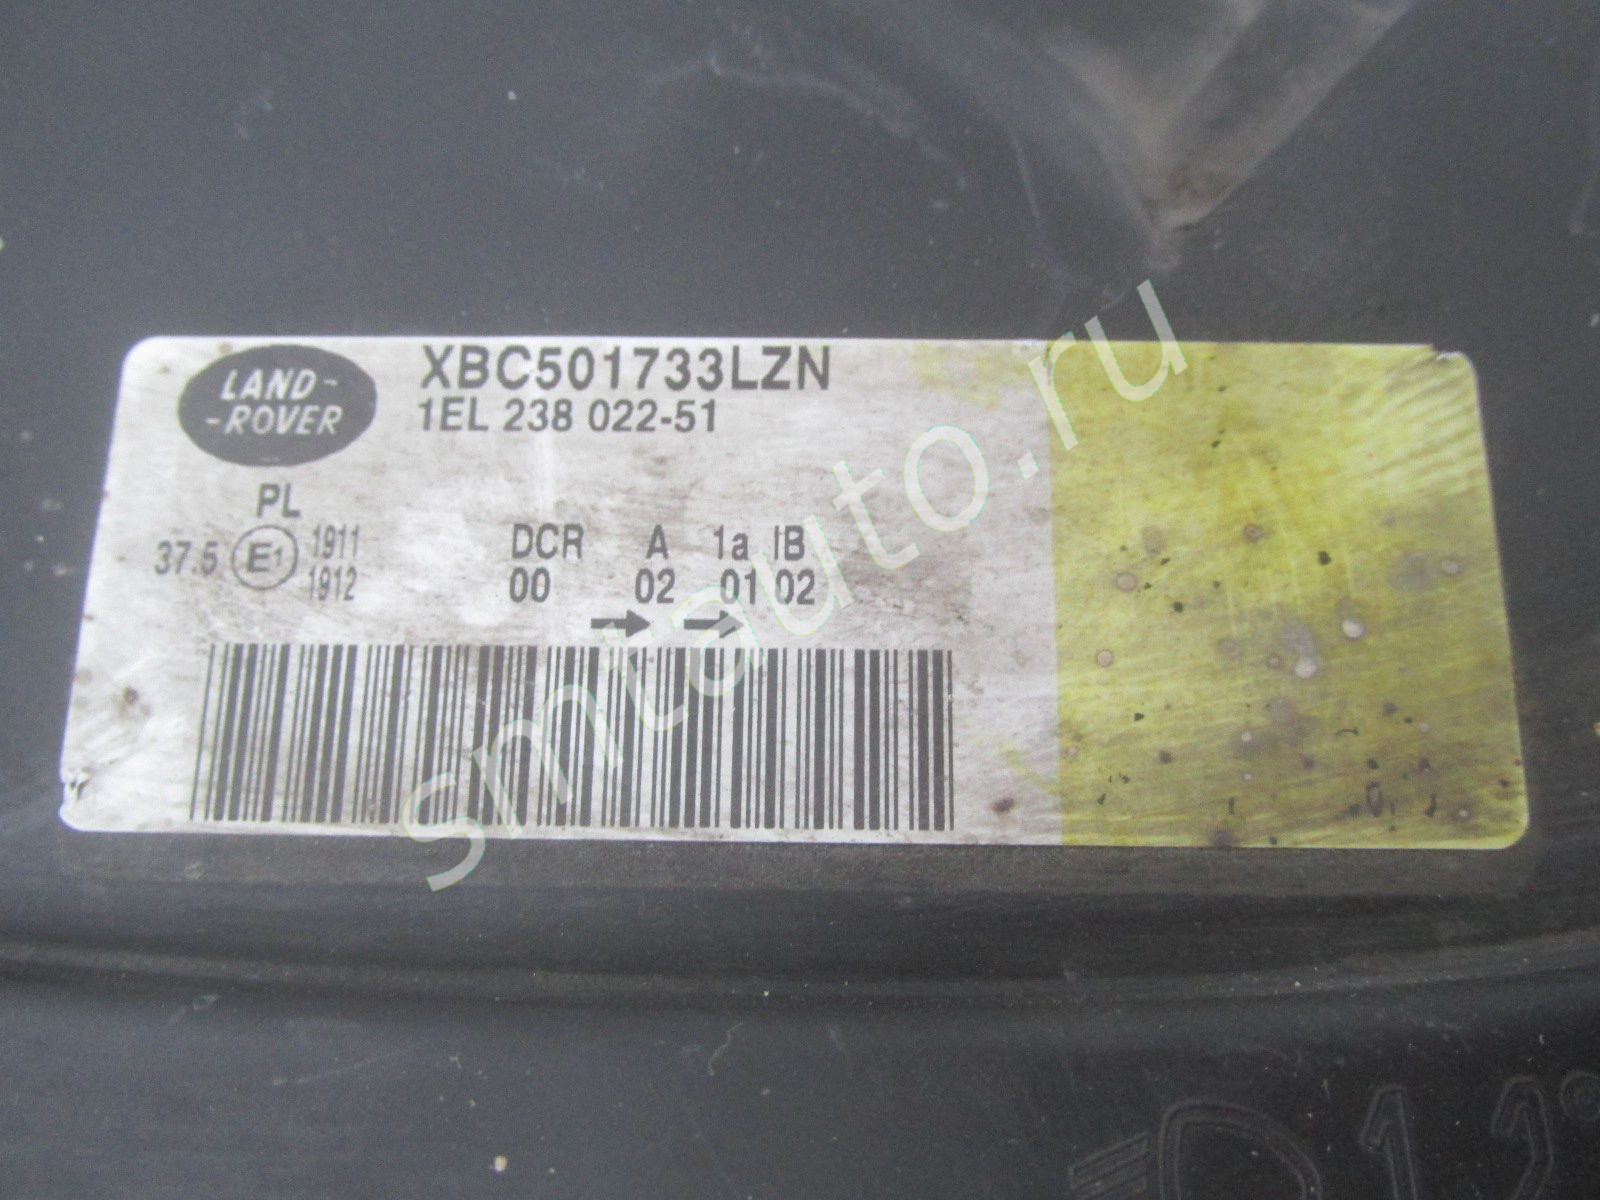 LAND-
-ROVER
XBC501733LZN
1EL 238 022-51
PL
37.5 E1 1911
1912
DCR A 1a IB
00 02 01 02
smtauto.ru